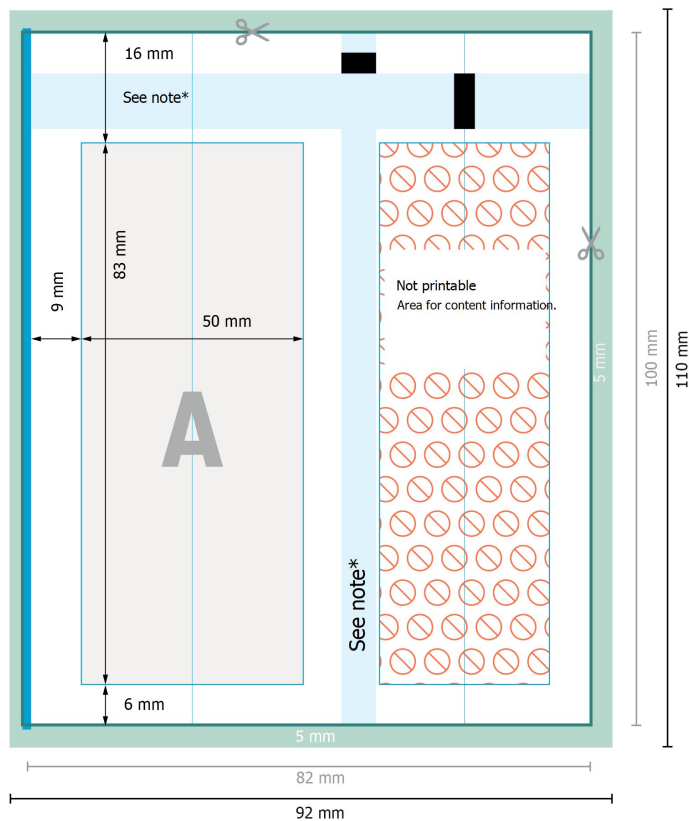 16 mm
See note*
83 mm
9 mm
50 mm
Not printable
Area for content information.
A
5 mm
100 mm
110 mm
See note*
6 mm
5 mm
82 mm
92 mm